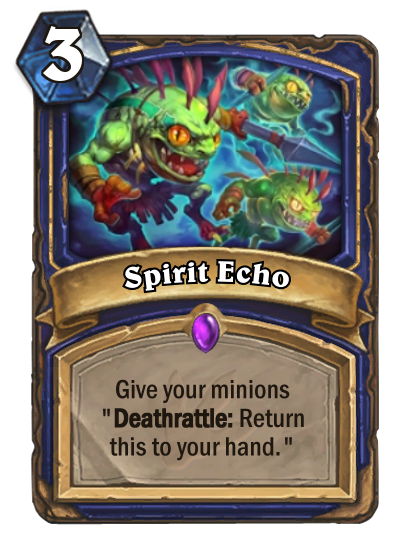 3
Spirit Echo
Give your minions
"Deathrattle: Return
this to your hand."